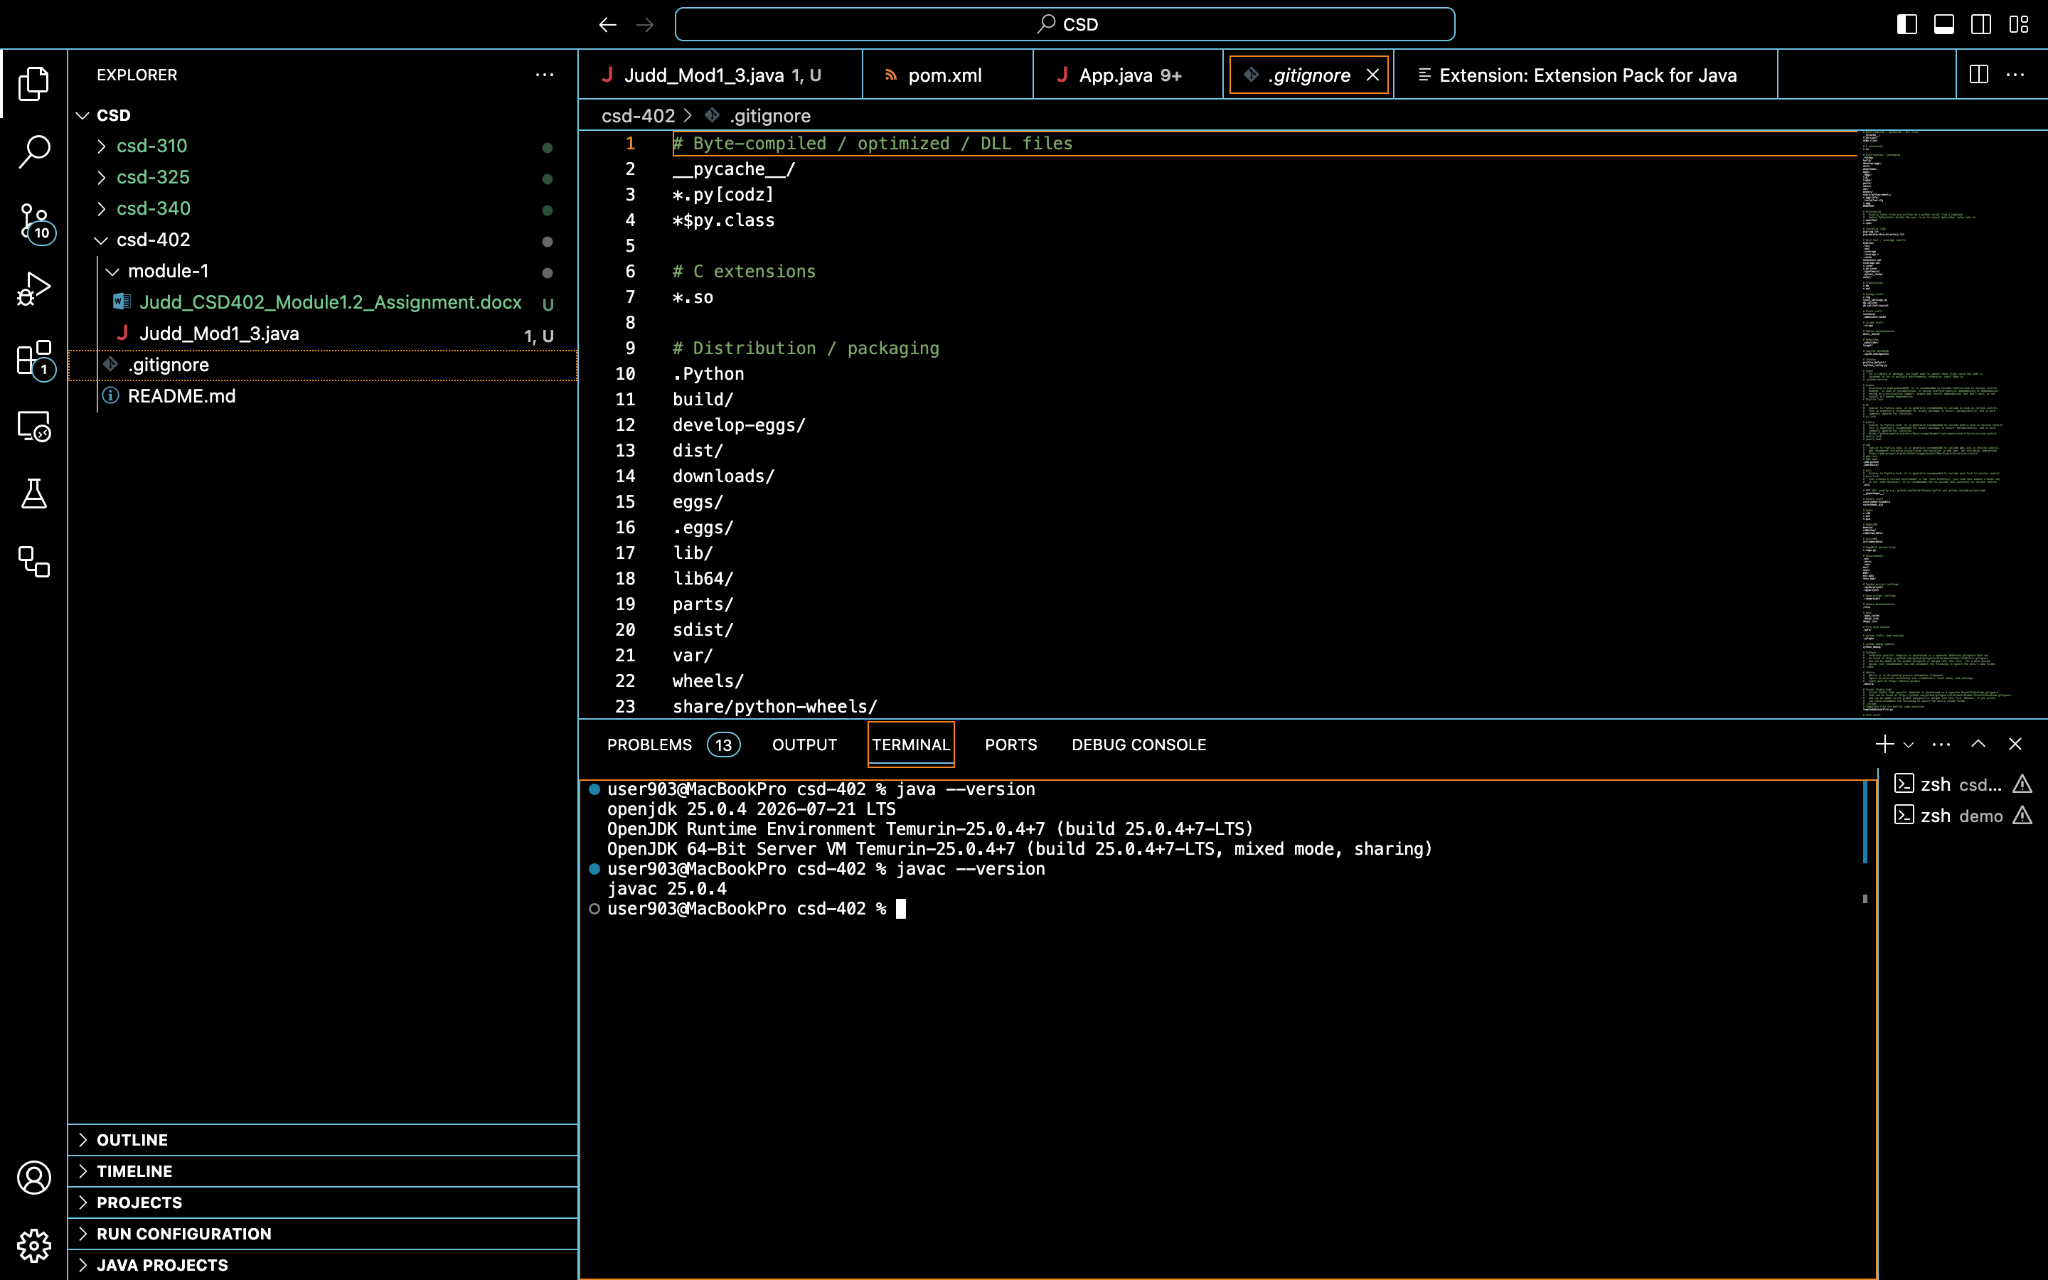 CSD
EXPLORER
CSD
csd-310
csd-325
csd-340
csd-402
module-1
Judd_CSD402_Module1.2_Assignment.docx U
Judd_Mod1_3.java 1, U
.gitignore
README.md
10
1
OUTLINE
TIMELINE
PROJECTS
RUN CONFIGURATION
JAVA PROJECTS
Judd_Mod1_3.java 1, U
pom.xml
App.java 9+
.gitignore
Extension: Extension Pack for Java
csd-402 > .gitignore
1 # Byte-compiled / optimized / DLL files
2 __pycache__/
3 *.py[codz]
4 *$py.class
5
6 # C extensions
7 *.so
8
9 # Distribution / packaging
10 .Python
11 build/
12 develop-eggs/
13 dist/
14 downloads/
15 eggs/
16 .eggs/
17 lib/
18 lib64/
19 parts/
20 sdist/
21 var/
22 wheels/
23 share/python-wheels/
PROBLEMS 13 OUTPUT TERMINAL PORTS DEBUG CONSOLE
user903@MacBookPro csd-402 % java --version
openjdk 25.0.4 2026-07-21 LTS
OpenJDK Runtime Environment Temurin-25.0.4+7 (build 25.0.4+7-LTS)
OpenJDK 64-Bit Server VM Temurin-25.0.4+7 (build 25.0.4+7-LTS, mixed mode, sharing)
user903@MacBookPro csd-402 % javac --version
javac 25.0.4
user903@MacBookPro csd-402 %
zsh csd...
zsh demo